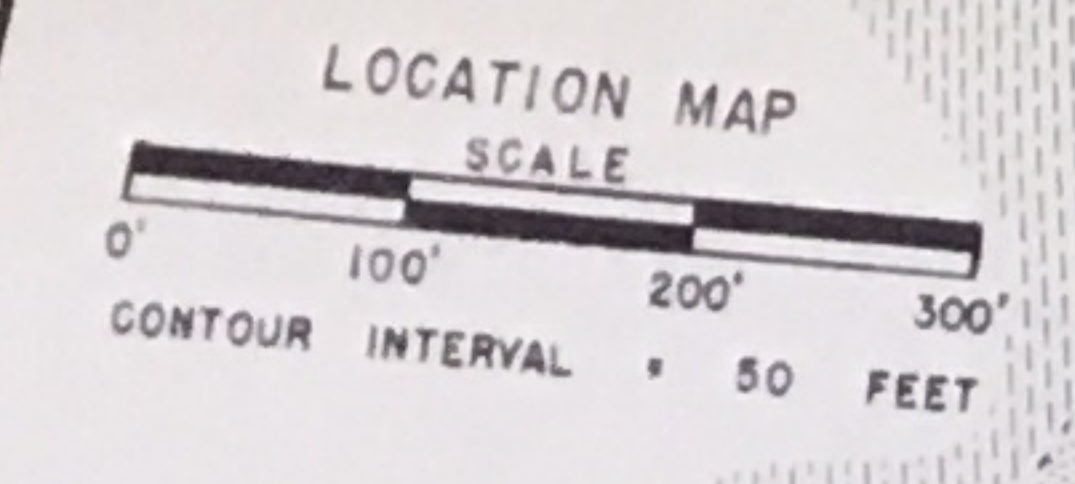 LOCATION MAP
SCALE
0' 100' 200' 300'
CONTOUR INTERVAL = 50 FEET